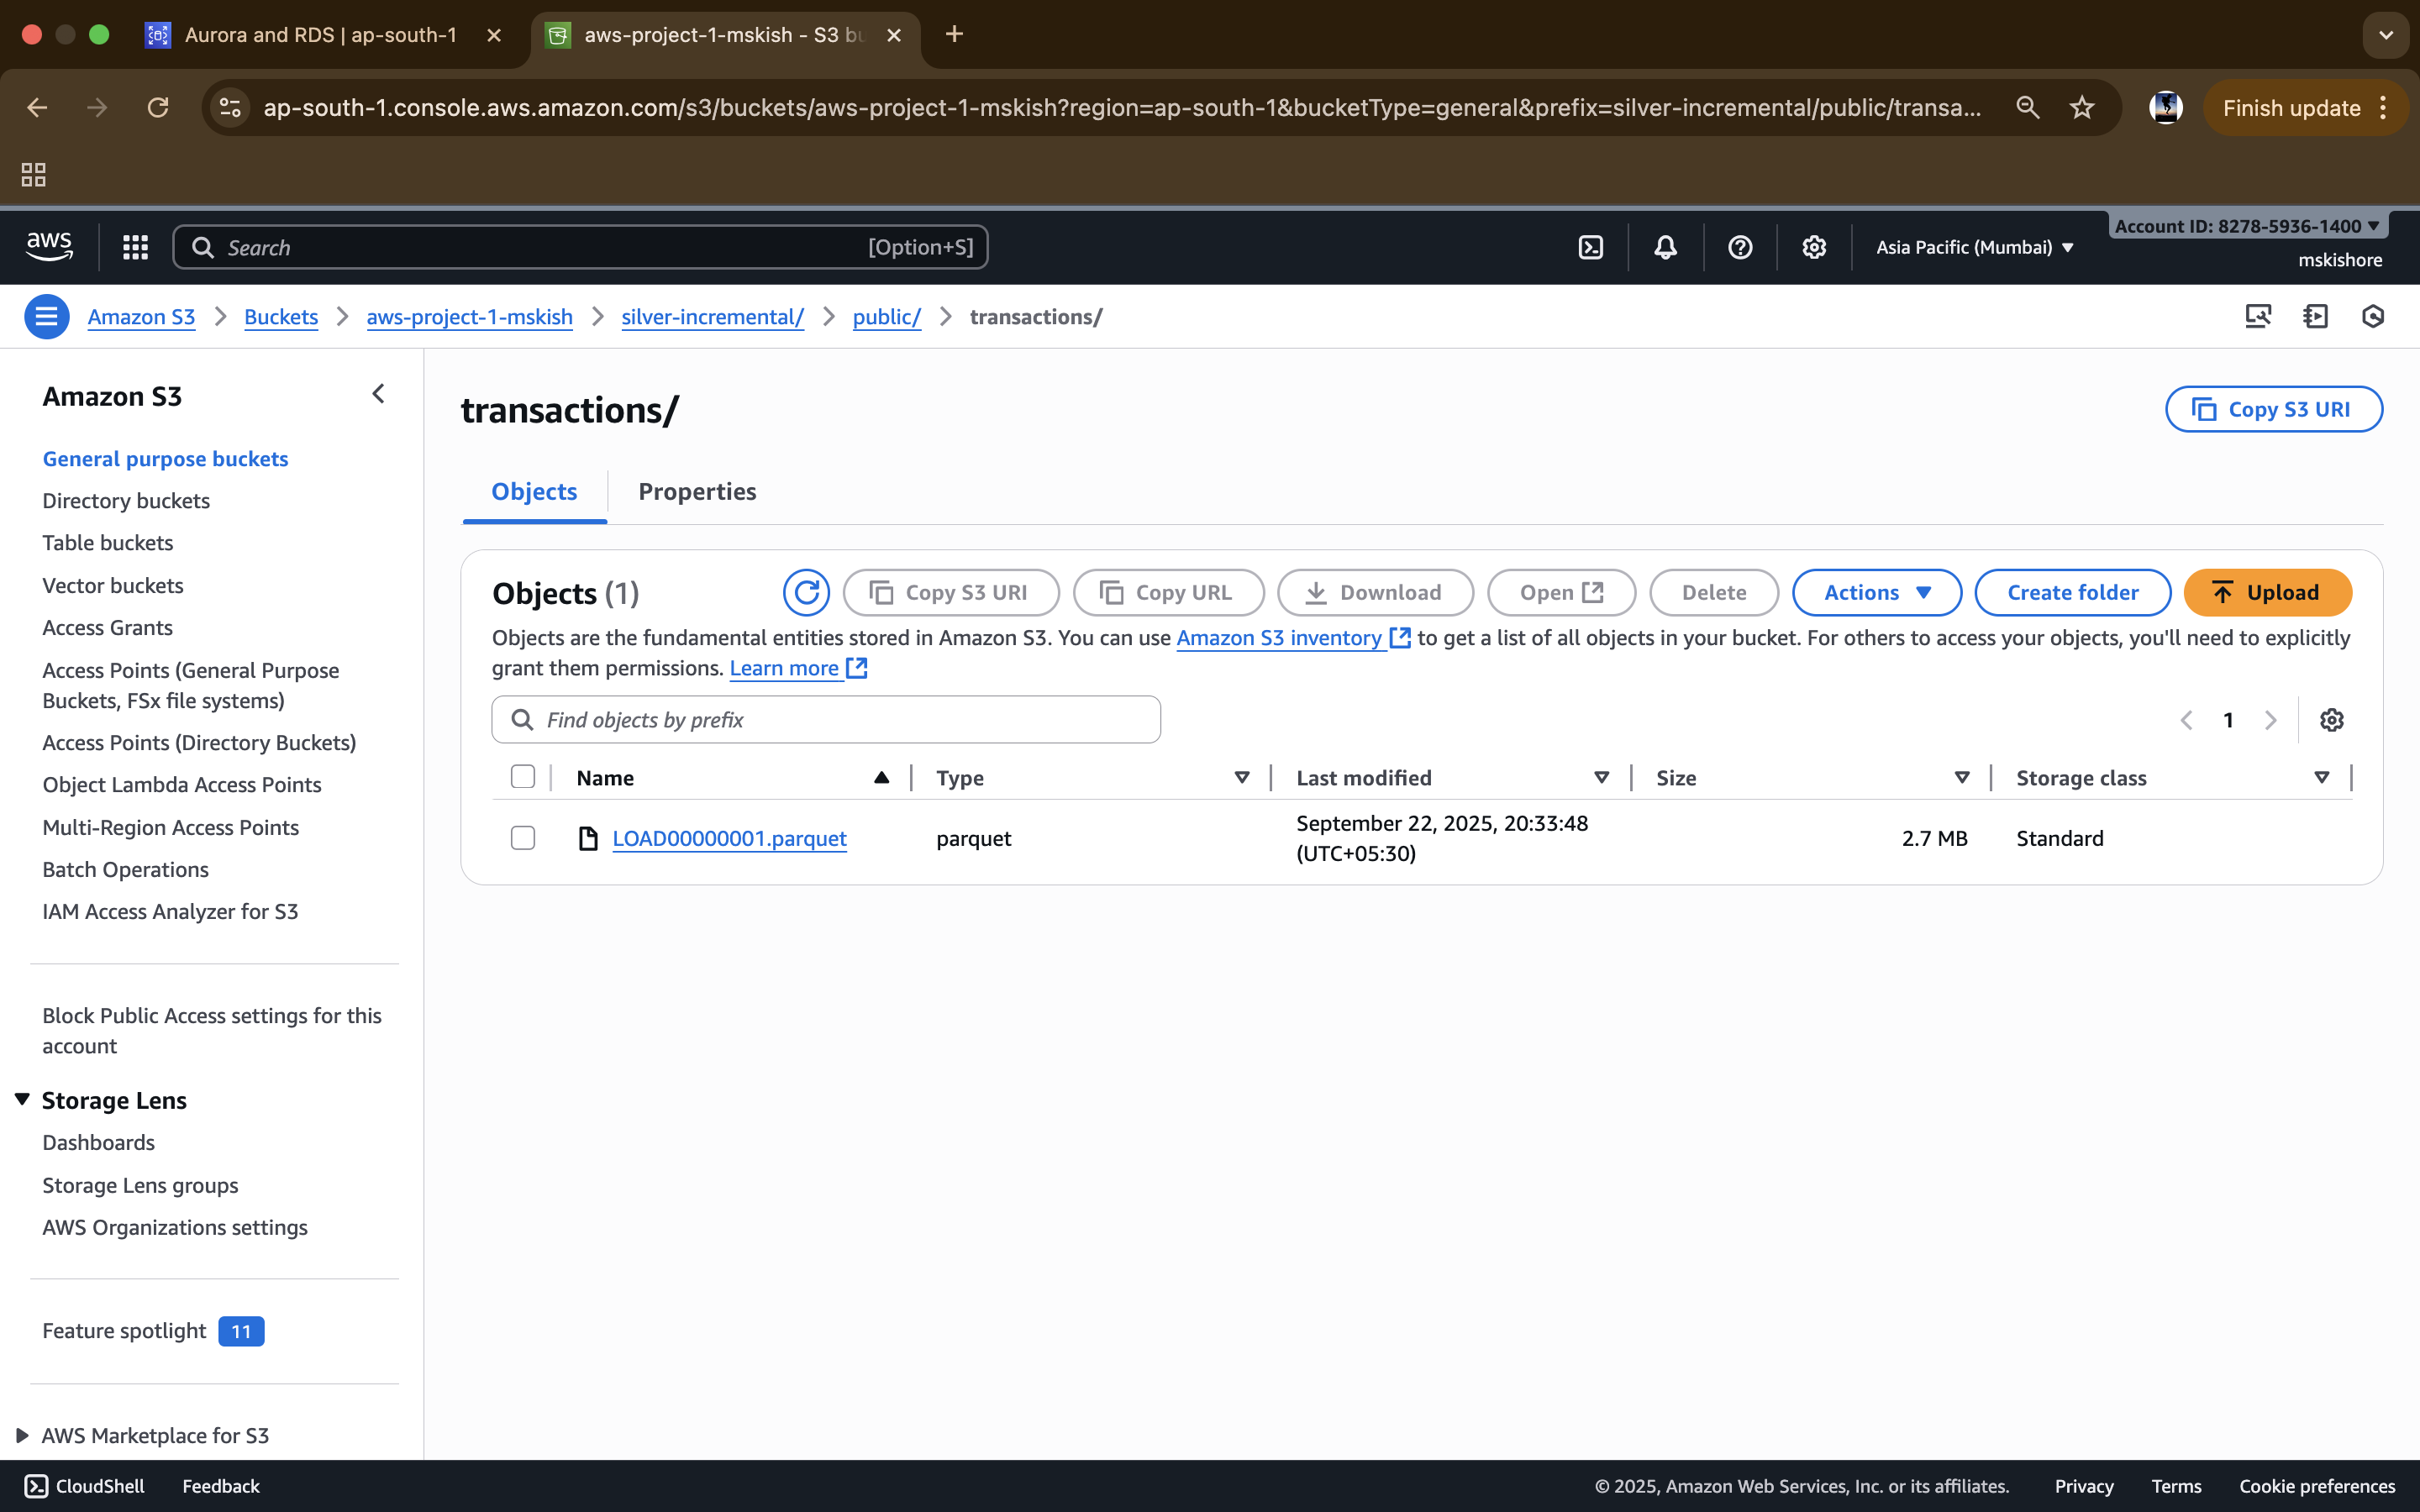 Aurora and RDS | ap-south-1
aws-project-1-mskish - S3 bu
ap-south-1.console.aws.amazon.com/s3/buckets/aws-project-1-mskish?region=ap-south-1&bucketType=general&prefix=silver-incremental/public/transa...
Finish update
aws
Search
[Option+S]
Asia Pacific (Mumbai)
Account ID: 8278-5936-1400
mskishore
Amazon S3
Buckets
aws-project-1-mskish
silver-incremental/
public/
transactions/
Amazon S3
General purpose buckets
Directory buckets
Table buckets
Vector buckets
Access Grants
Access Points (General Purpose
Buckets, FSx file systems)
Access Points (Directory Buckets)
Object Lambda Access Points
Multi-Region Access Points
Batch Operations
IAM Access Analyzer for S3
Block Public Access settings for this
account
Storage Lens
Dashboards
Storage Lens groups
AWS Organizations settings
Feature spotlight 11
AWS Marketplace for S3
transactions/
Copy S3 URI
Objects
Properties
Objects (1)
Copy S3 URI
Copy URL
Download
Open
Delete
Actions
Create folder
Upload
Objects are the fundamental entities stored in Amazon S3. You can use Amazon S3 inventory to get a list of all objects in your bucket. For others to access your objects, you'll need to explicitly
grant them permissions. Learn more
Find objects by prefix
1
Name
Type
Last modified
Size
Storage class
LOAD00000001.parquet
parquet
September 22, 2025, 20:33:48
(UTC+05:30)
2.7 MB
Standard
CloudShell
Feedback
© 2025, Amazon Web Services, Inc. or its affiliates.
Privacy
Terms
Cookie preferences